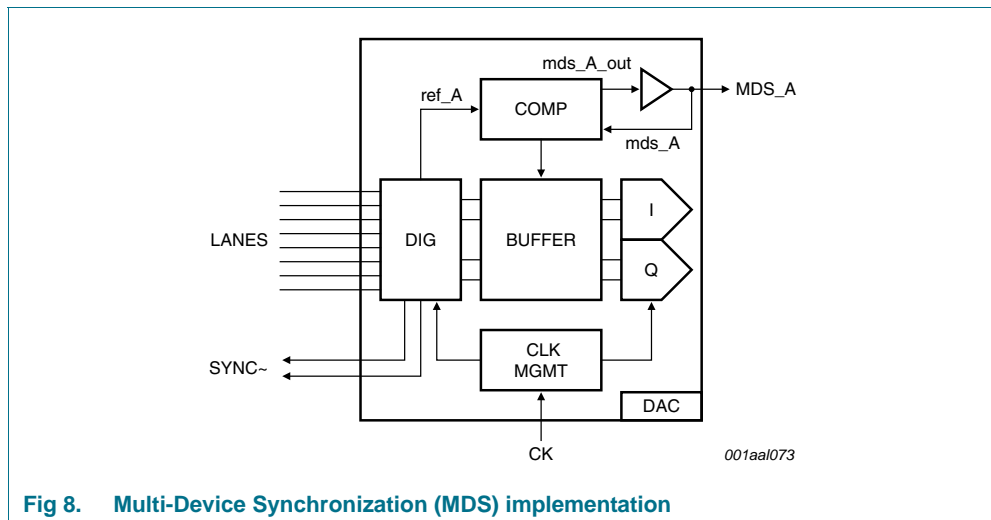 mds_A_out
MDS_A
ref_A
COMP
mds_A
LANES
DIG
BUFFER
I
Q
SYNC~
CLK
MGMT
DAC
CK
001aal073
Fig 8. Multi-Device Synchronization (MDS) implementation